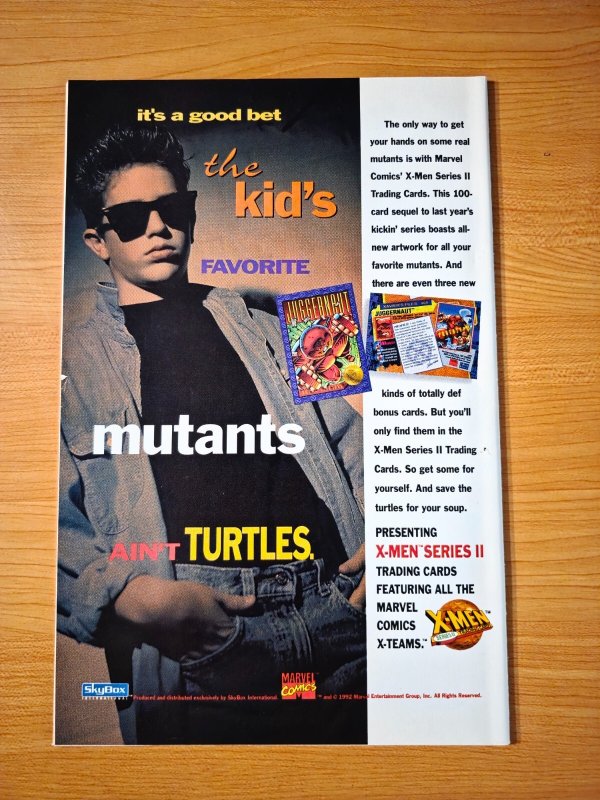 it's a good bet
the
kid's
FAVORITE
mutants
AIN'T TURTLES.
The only way to get
your hands on some real
mutants is with Marvel
Comics' X-Men Series II
Trading Cards. This 100-
card sequel to last year's
kickin' series boasts all-
new artwork for all your
favorite mutants. And
there are even three new
JUGGERNAUT
JUGGERNAUT
kinds of totally def
bonus cards. But you'll
only find them in the
X-Men Series II Trading
Cards. So get some for
yourself. And save the
turtles for your soup.
PRESENTING
X-MEN™ SERIES II
TRADING CARDS
FEATURING ALL THE
MARVEL
COMICS
X-TEAMS.™
X-MEN™
SkyBox
INTERNATIONAL
MARVEL
COMICS
Produced and distributed exclusively by SkyBox International. ™ and © 1992 Marvel Entertainment Group, Inc. All Rights Reserved.